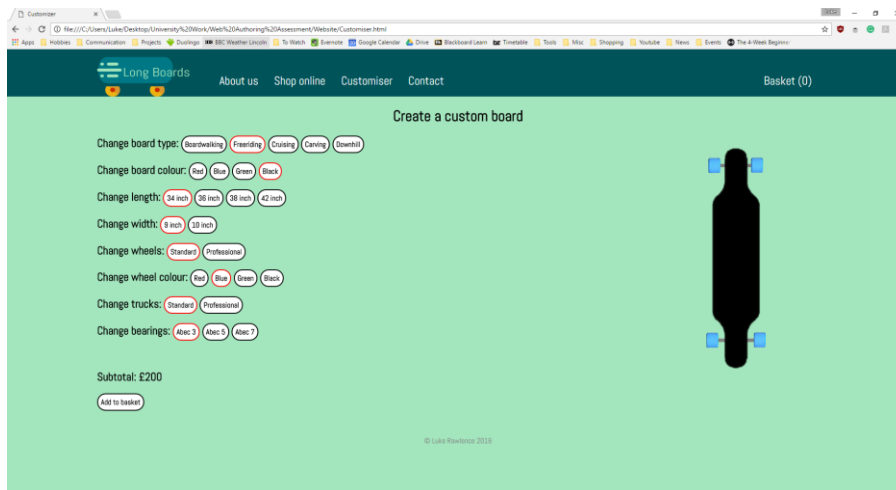 Customizer
file:///C:/Users/Luke/Desktop/University%20Work/Web%20Authoring%20Assessment/Website/Customiser.html
Apps Hobbies Communication Projects Duolingo BBC Weather Lincoln To Watch Evernote Google Calendar Drive Blackboard Learn Timetable Tools Misc Shopping Youtube News Events The 4-Week Beginner
Long Boards
About us Shop online Customiser Contact Basket (0)
Create a custom board
Change board type: Boardwalking Freeriding Cruising Carving Downhill
Change board colour: Red Blue Green Black
Change length: 34 inch 36 inch 38 inch 42 inch
Change width: 9 inch 10 inch
Change wheels: Standard Professional
Change wheel colour: Red Blue Green Black
Change trucks: Standard Professional
Change bearings: Abec 3 Abec 5 Abec 7
Subtotal: £200
Add to basket
© Luke Rawlence 2016